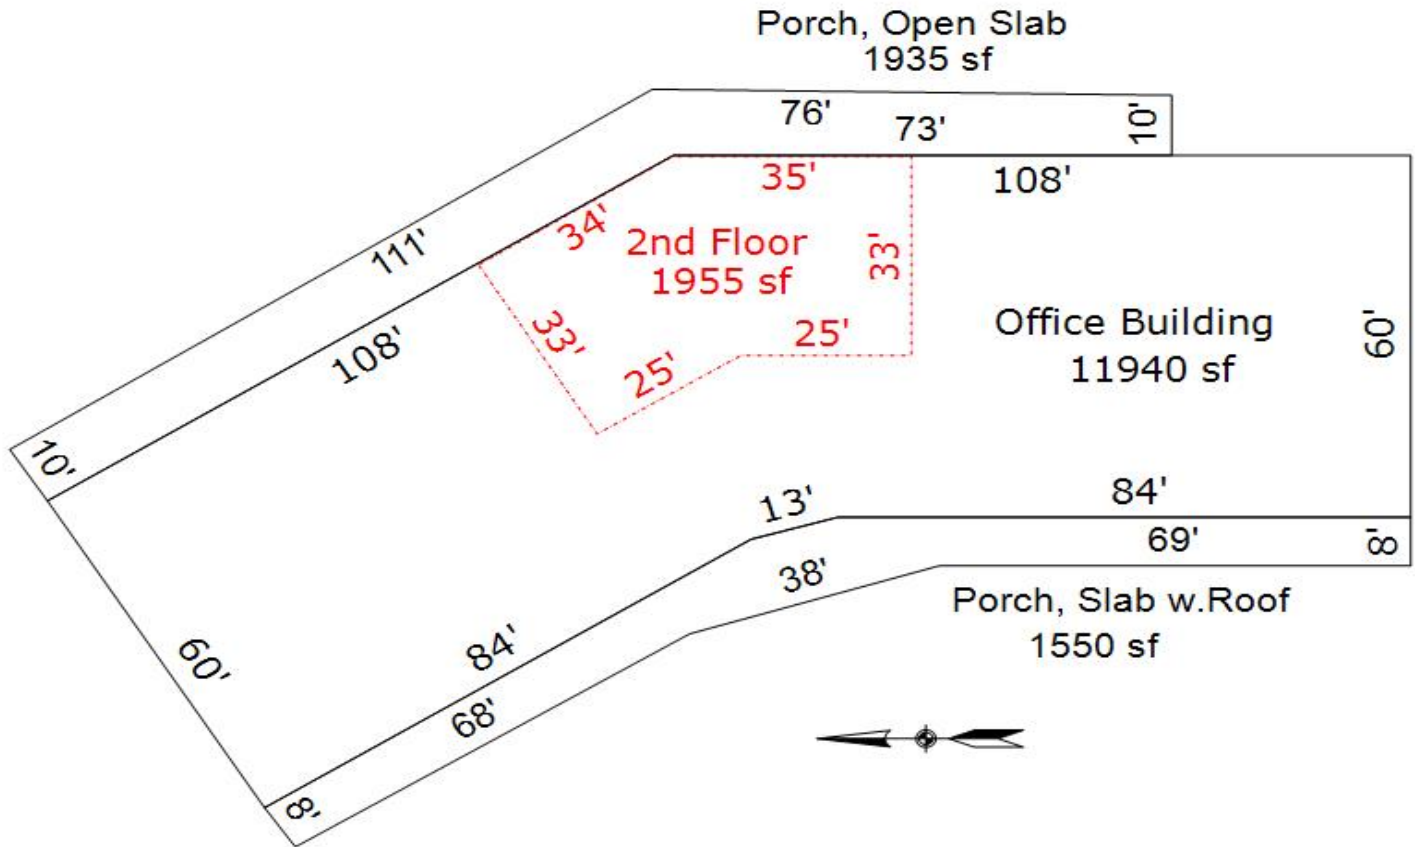 Porch, Open Slab
1935 sf
76'
73'
10'
35'
108'
34'
111'
2nd Floor
1955 sf
33'
33'
25'
25'
108'
Office Building
11940 sf
60'
10'
13'
84'
69'
8'
38'
Porch, Slab w.Roof
1550 sf
84'
60'
68'
8'